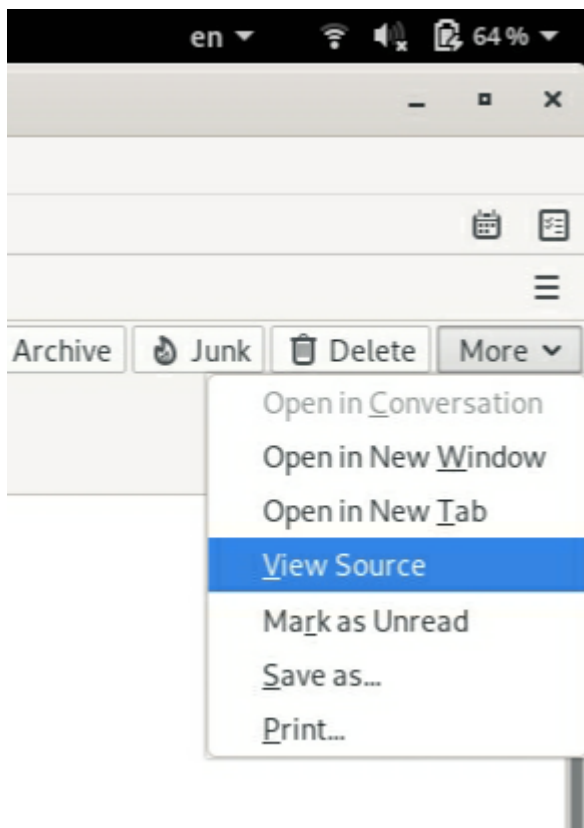 en 64 %
Archive Junk Delete More
Open in Conversation
Open in New Window
Open in New Tab
View Source
Mark as Unread
Save as...
Print...